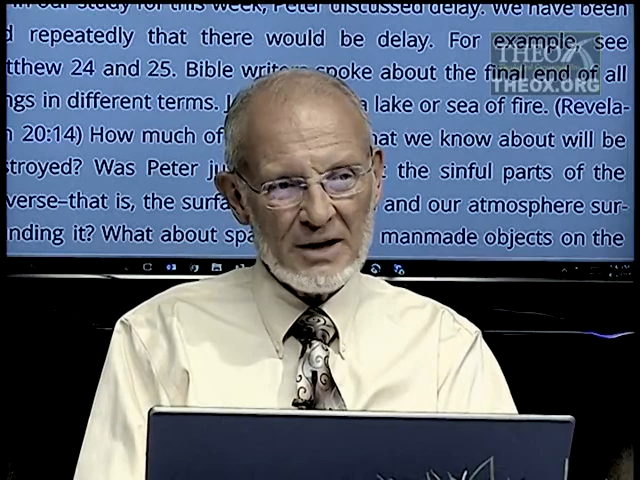 our study for this week, Peter discussed delay. We have been
repeatedly that there would be delay. For example, see
tthew 24 and 25. Bible writers spoke about the final end of all
ngs in different terms. a lake or sea of fire. (Revela-
n 20:14) How much of hat we know about will be
stroyed? Was Peter ju the sinful parts of the
verse–that is, the surfa and our atmosphere sur-
nding it? What about spa manmade objects on the
THEOX
THEOX.ORG